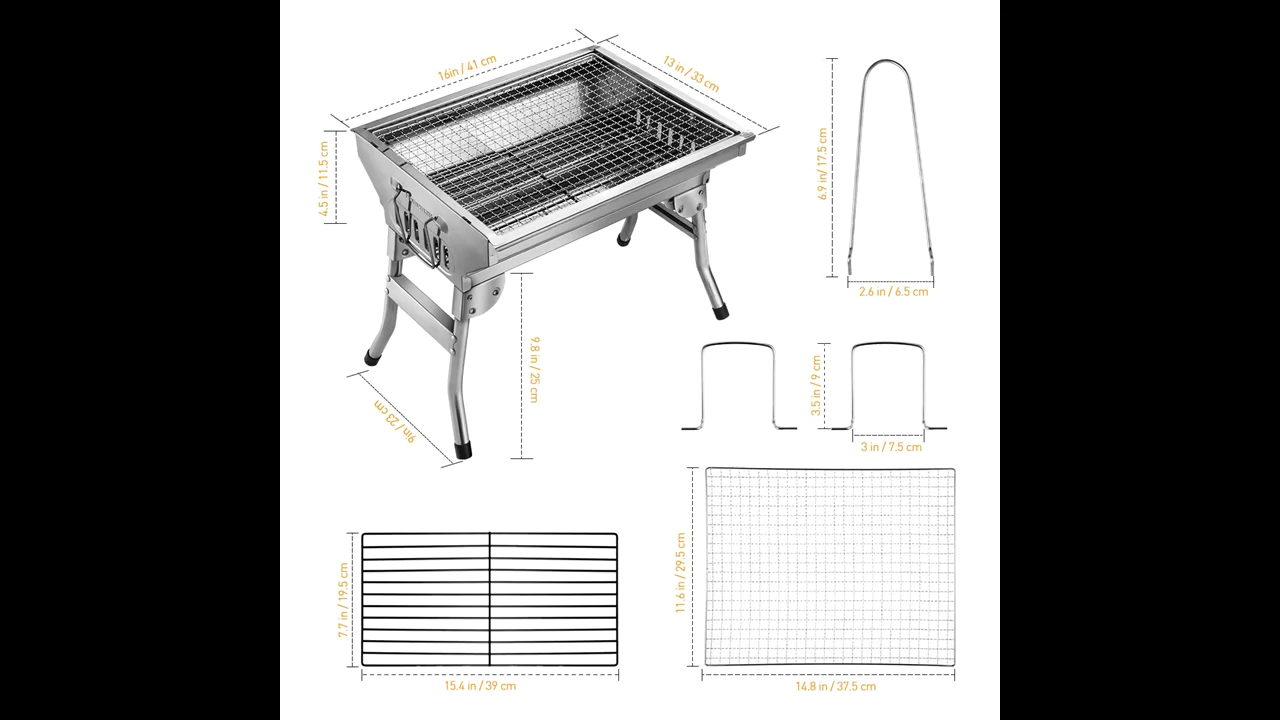 16in / 41 cm
13 in / 33 cm
4.5 in / 11.5 cm
6.9 in/ 17.5 cm
2.6 in / 6.5 cm
9.8 in / 25 cm
9in / 23 cm
3.5 in / 9 cm
3 in / 7.5 cm
7.7 in / 19.5 cm
15.4 in / 39 cm
11.6 in / 29.5 cm
14.8 in / 37.5 cm